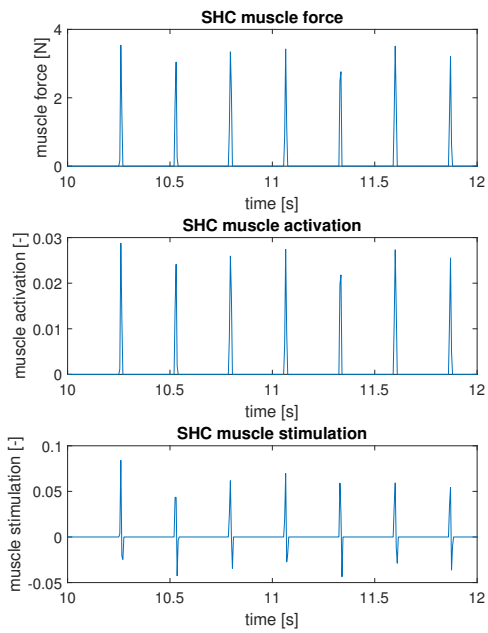 SHC muscle force
muscle force [N]
4
2
0
10 10.5 11 11.5 12
time [s]
SHC muscle activation
muscle activation [-]
0.03
0.02
0.01
0
10 10.5 11 11.5 12
time [s]
SHC muscle stimulation
muscle stimulation [-]
0.1
0.05
0
-0.05
10 10.5 11 11.5 12
time [s]